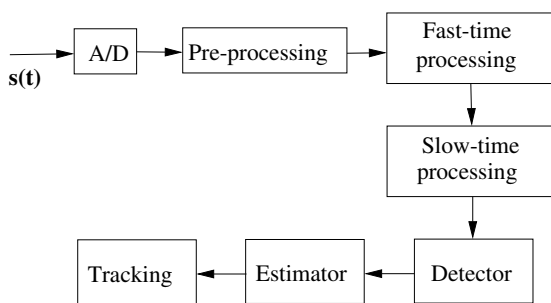 s(t)
A/D
Pre-processing
Fast-time
processing
Slow-time
processing
Detector
Estimator
Tracking